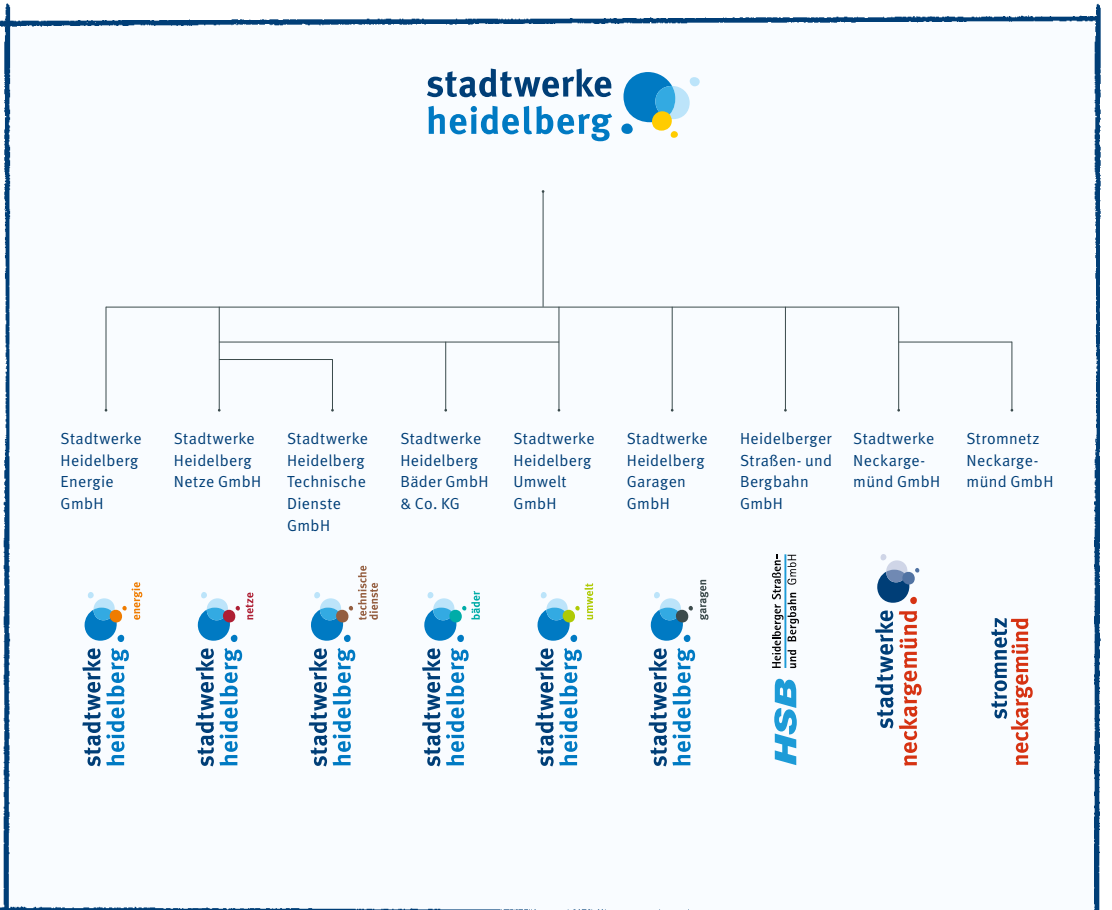 stadtwerke
heidelberg
Stadtwerke
Heidelberg
Energie
GmbH
Stadtwerke
Heidelberg
Netze GmbH
Stadtwerke
Heidelberg
Technische
Dienste
GmbH
Stadtwerke
Heidelberg
Bäder GmbH
& Co. KG
Stadtwerke
Heidelberg
Umwelt
GmbH
Stadtwerke
Heidelberg
Garagen
GmbH
Heidelberger
Straßen- und
Bergbahn
GmbH
Stadtwerke
Neckarge-
münd GmbH
Stromnetz
Neckarge-
münd GmbH
stadtwerke
heidelberg
energie
stadtwerke
heidelberg
netze
stadtwerke
heidelberg
technische
dienste
stadtwerke
heidelberg
bäder
stadtwerke
heidelberg
umwelt
stadtwerke
heidelberg
garagen
HSB
Heidelberger Straßen-
und Bergbahn GmbH
stadtwerke
neckargemünd
stromnetz
neckargemünd